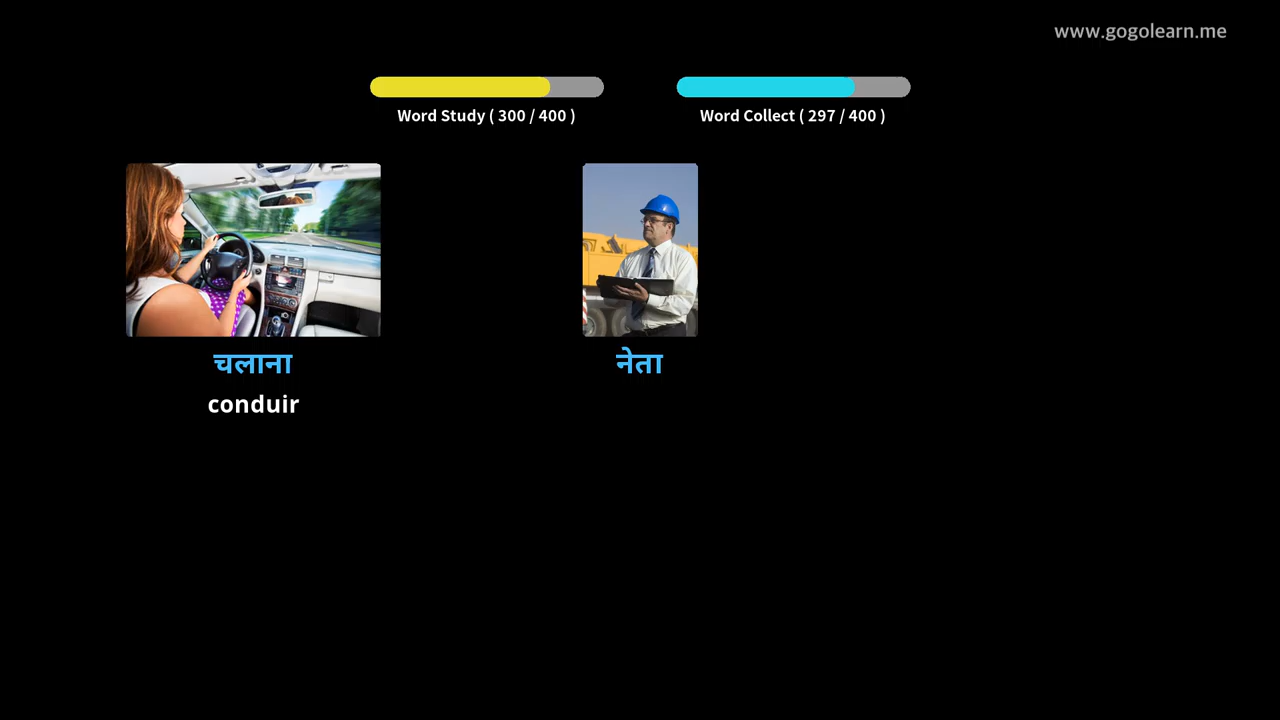 www.gogolearn.me
Word Study ( 300 / 400 )
Word Collect ( 297 / 400 )
चलाना
नेता
conduir